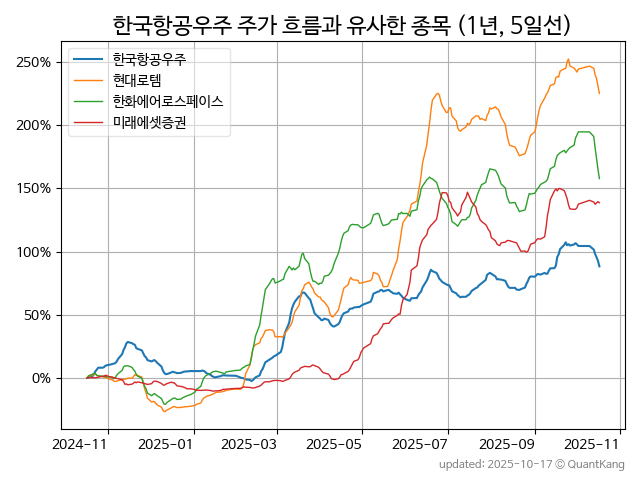 한국항공우주 주가 흐름과 유사한 종목 (1년, 5일선)
250%
200%
150%
100%
50%
0%
한국항공우주
현대로템
한화에어로스페이스
미래에셋증권
2024-11 2025-01 2025-03 2025-05 2025-07 2025-09 2025-11
updated: 2025-10-17 © QuantKang